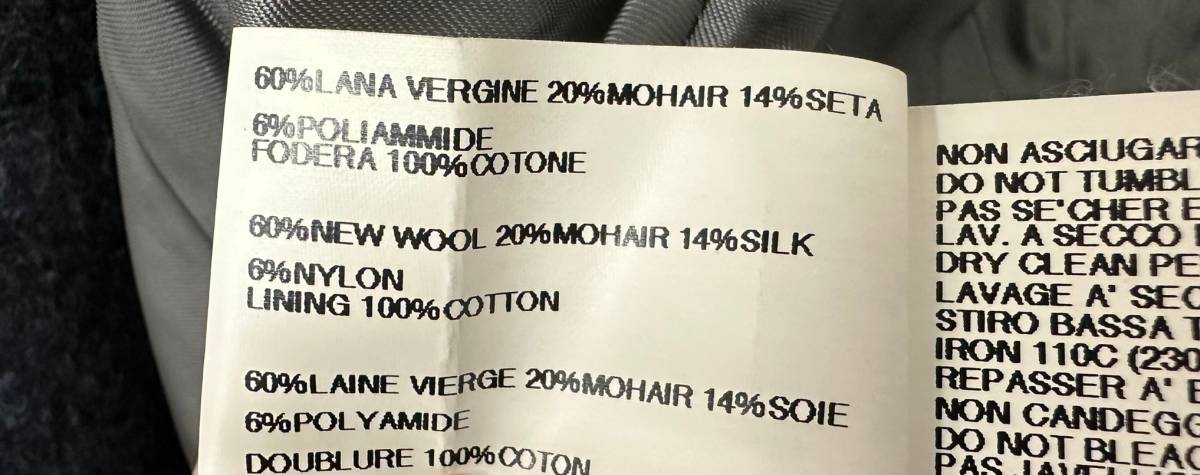 60%LANA VERGINE 20%MOHAIR 14%SETA
6%POLIAMMIDE
FODERA 100%COTONE
60%NEW WOOL 20%MOHAIR 14%SILK
6%NYLON
LINING 100%COTTON
60%LAINE VIERGE 20%MOHAIR 14%SOIE
6%POLYAMIDE
DOUBLURE 100%COTON
NON ASCIUGAR
DO NOT TUMBL
PAS SE'CHER E
LAV. A SECCO
DRY CLEAN PE
LAVAGE A' SEC
STIRO BASSA T
IRON 110C (230
REPASSER A' E
NON CANDEGG
DO NOT BLEAC
PAS JAVE